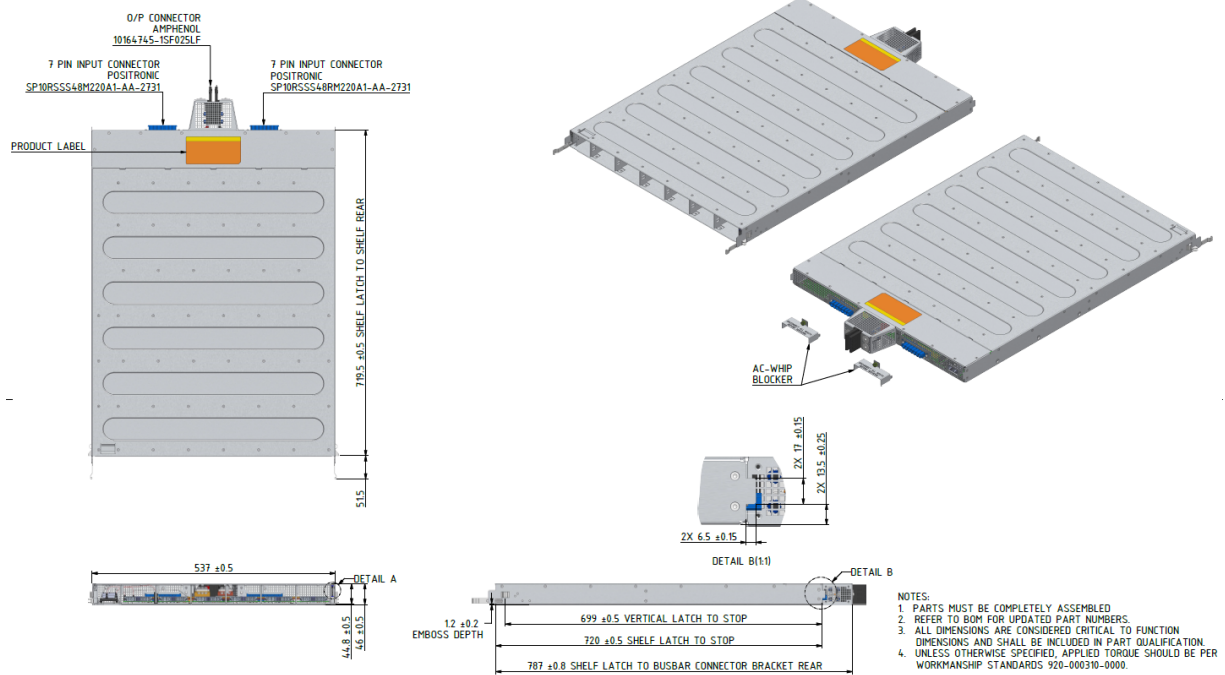 O/P CONNECTOR
AMPHENOL
10164745-1SF025LF
7 PIN INPUT CONNECTOR
POSITRONIC
SP10RSSS48M220A1-AA-2731
7 PIN INPUT CONNECTOR
POSITRONIC
SP10RSSS48RM220A1-AA-2731
PRODUCT LABEL
719.5 ±0.5 SHELF LATCH TO SHELF REAR
51.5
AC-WHIP
BLOCKER
2X 17 ±0.15
2X 13.5 ±0.25
2X 6.5 ±0.15
DETAIL B(1:1)
537 ±0.5
DETAIL A
44.8 ±0.5
46 ±0.5
DETAIL B
1.2 ±0.2
EMBOSS DEPTH
699 ±0.5 VERTICAL LATCH TO STOP
720 ±0.5 SHELF LATCH TO STOP
787 ±0.8 SHELF LATCH TO BUSBAR CONNECTOR BRACKET REAR
NOTES:
1. PARTS MUST BE COMPLETELY ASSEMBLED
2. REFER TO BOM FOR UPDATED PART NUMBERS.
3. ALL DIMENSIONS ARE CONSIDERED CRITICAL TO FUNCTION
DIMENSIONS AND SHALL BE INCLUDED IN PART QUALIFICATION.
4. UNLESS OTHERWISE SPECIFIED, APPLIED TORQUE SHOULD BE PER
WORKMANSHIP STANDARDS 920-000310-0000.